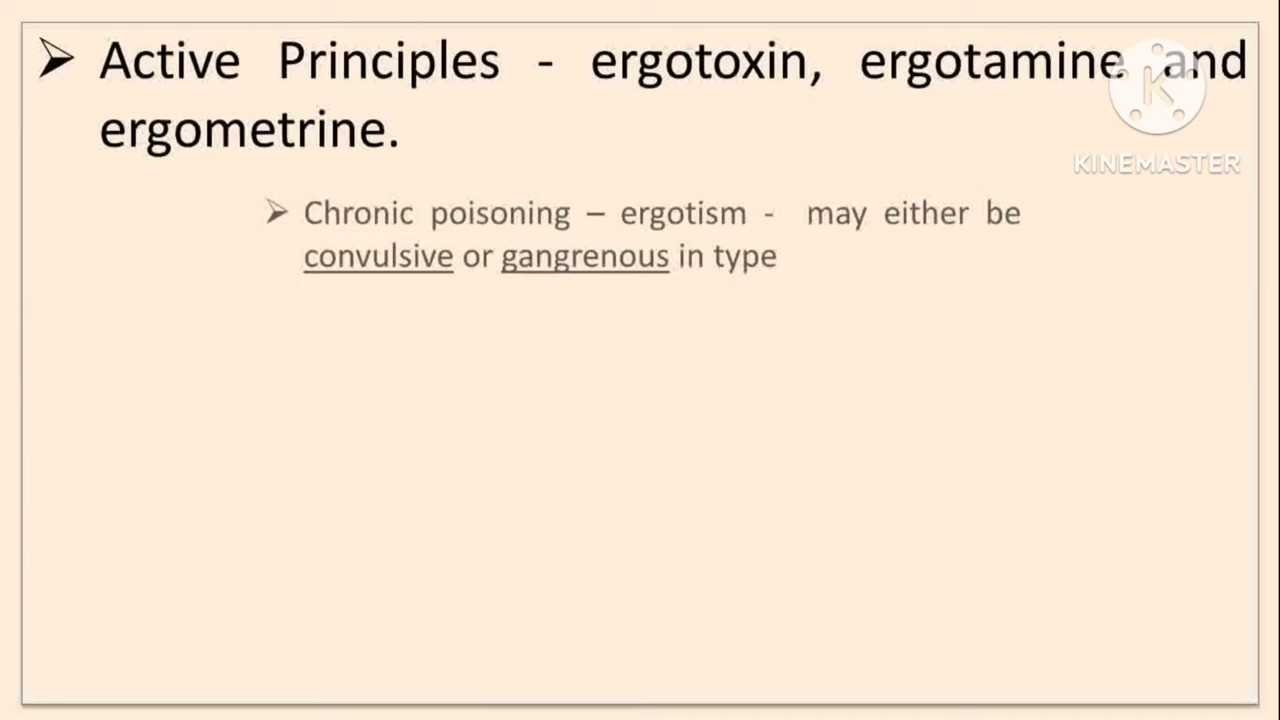 ➢ Active Principles - ergotoxin, ergotamine and
ergometrine.
KINEMASTER
➢ Chronic poisoning – ergotism - may either be
convulsive or gangrenous in type